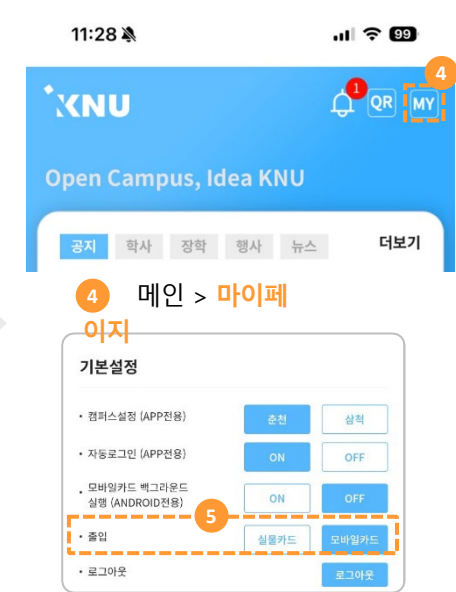 11:28 99
KNU 1 QR MY 4
Open Campus, Idea KNU
공지 학사 장학 행사 뉴스 더보기
4 메인 > 마이페
이지
기본설정
• 캠퍼스설정 (APP전용) 춘천 삼척
• 자동로그인 (APP전용) ON OFF
• 모바일카드 백그라운드
실행 (ANDROID전용) ON OFF
5
• 출입 실물카드 모바일카드
• 로그아웃 로그아웃